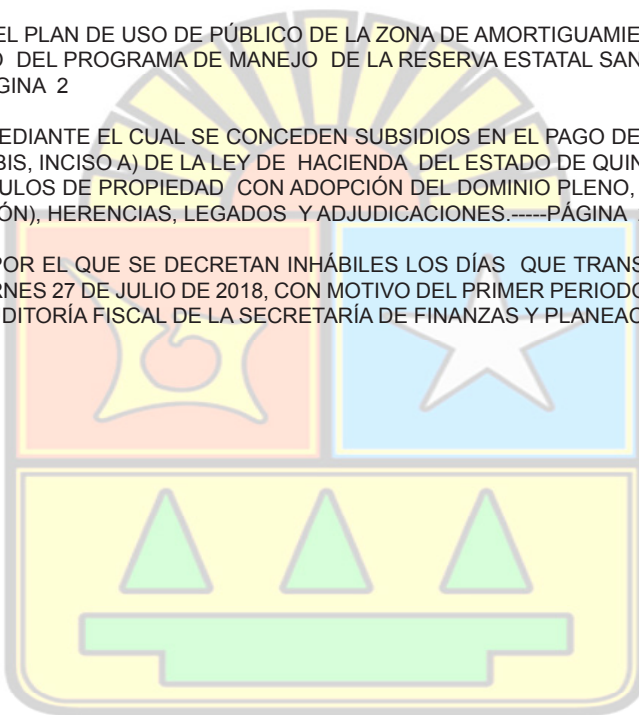 EL PLAN DE USO DE PÚBLICO DE LA ZONA DE AMORTIGUAMIE
O DEL PROGRAMA DE MANEJO DE LA RESERVA ESTATAL SAN
GINA 2
EDIANTE EL CUAL SE CONCEDEN SUBSIDIOS EN EL PAGO DE
BIS, INCISO A) DE LA LEY DE HACIENDA DEL ESTADO DE QUIN
ULOS DE PROPIEDAD CON ADOPCIÓN DEL DOMINIO PLENO,
ÓN), HERENCIAS, LEGADOS Y ADJUDICACIONES.-----PÁGINA
POR EL QUE SE DECRETAN INHÁBILES LOS DÍAS QUE TRANS
RNES 27 DE JULIO DE 2018, CON MOTIVO DEL PRIMER PERIODO
DITORÍA FISCAL DE LA SECRETARÍA DE FINANZAS Y PLANEAC